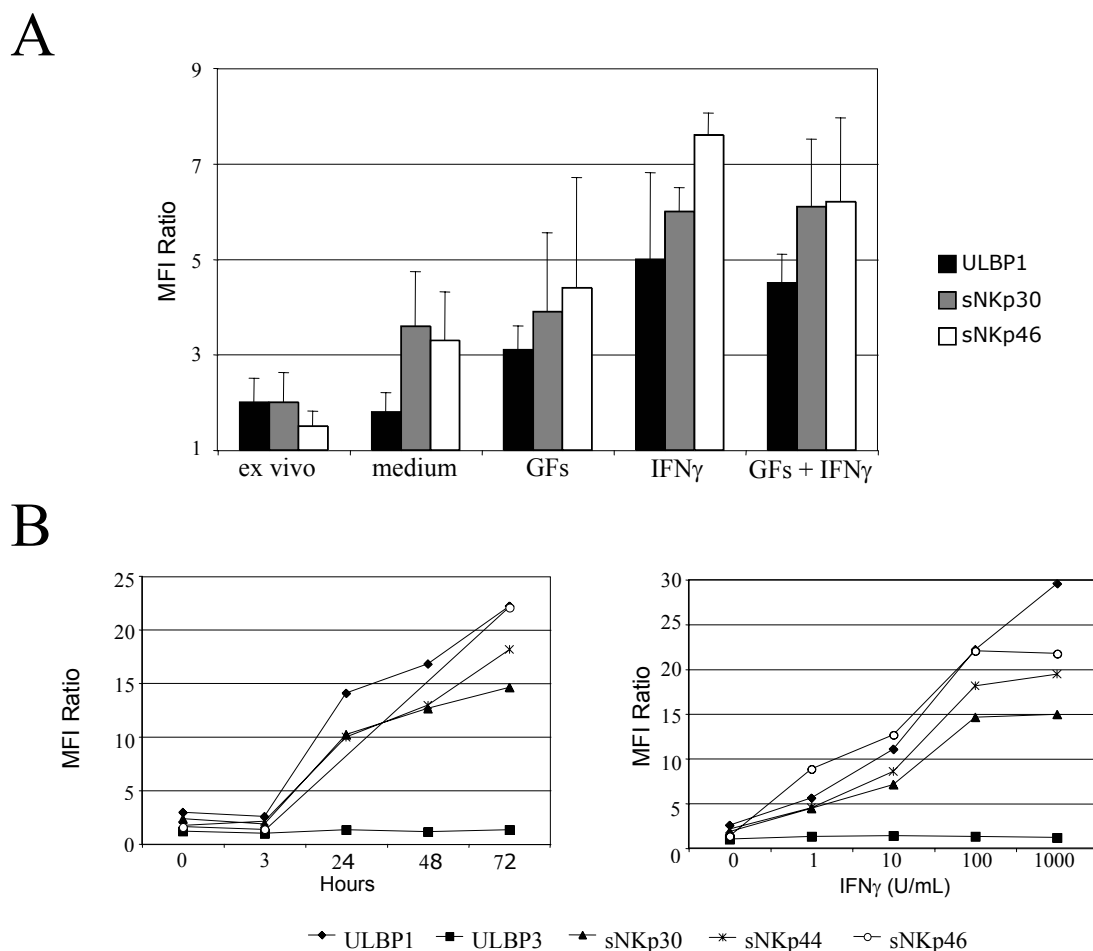 A
9
7
5
3
1
MFI Ratio
ex vivo medium GFs IFNγ GFs + IFNγ
ULBP1
sNKp30
sNKp46
B
25
20
15
10
5
0
MFI Ratio
0 3 24 48 72
Hours
30
25
20
15
10
5
0
MFI Ratio
0 1 10 100 1000
IFNγ (U/mL)
ULBP1 ULBP3 sNKp30 sNKp44 sNKp46